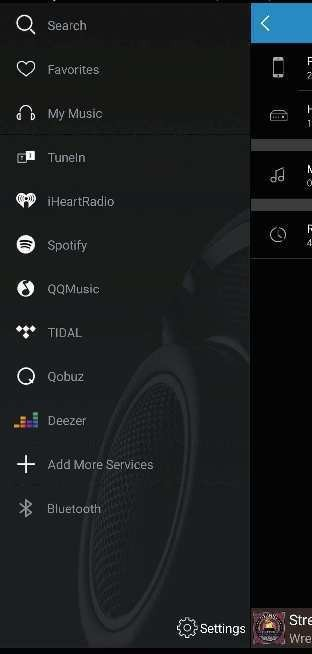 Search
Favorites
My Music
TuneIn
iHeartRadio
Spotify
QQMusic
TIDAL
Qobuz
Deezer
Add More Services
Bluetooth
Settings